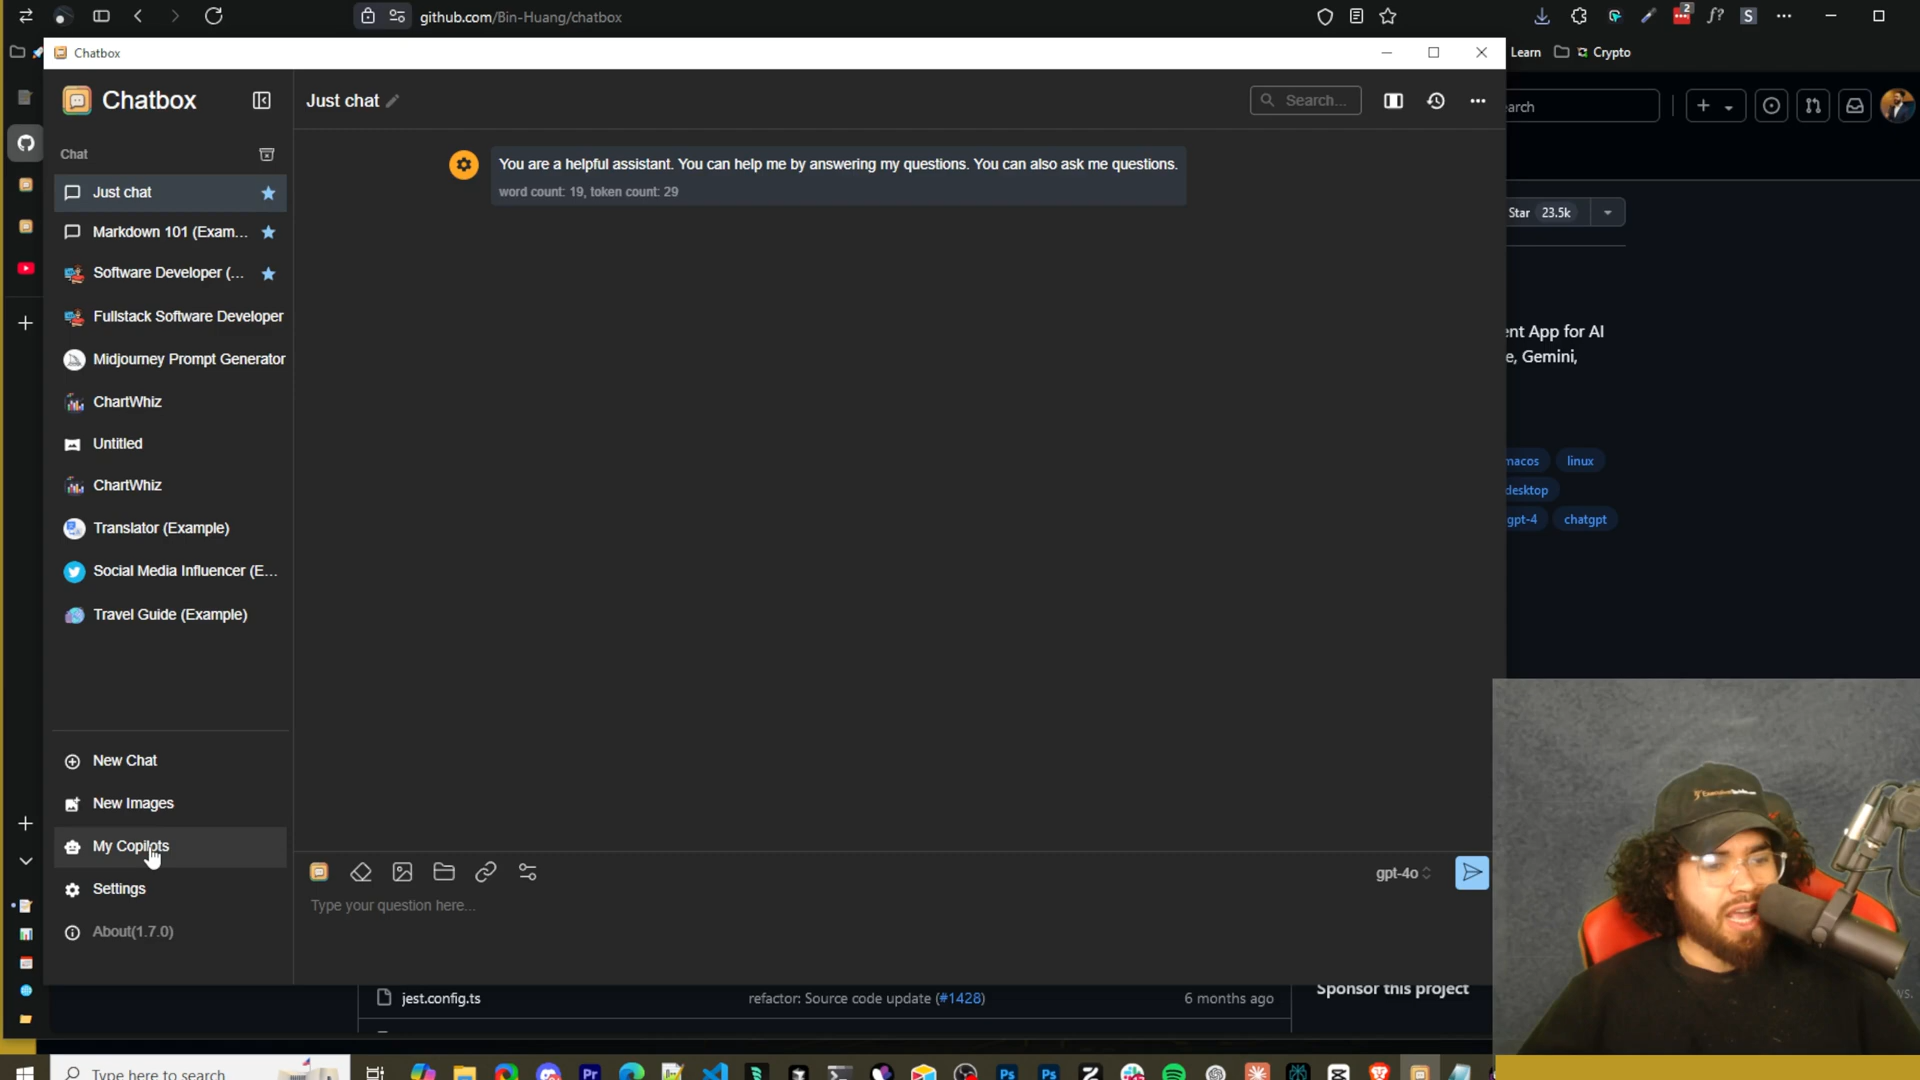 github.com/Bin-Huang/chatbox
Chatbox
Learn
Crypto
Chatbox
Just chat
Search...
arch
Chat
You are a helpful assistant. You can help me by answering my questions. You can also ask me questions.
word count: 19, token count: 29
Just chat
Markdown 101 (Exam...
Software Developer (...
Fullstack Software Developer
Midjourney Prompt Generator
ChartWhiz
Untitled
ChartWhiz
Translator (Example)
Social Media Influencer (E...
Travel Guide (Example)
Star 23.5k
ent App for AI
e, Gemini,
macos
linux
desktop
gpt-4
chatgpt
New Chat
New Images
My Copilots
Settings
About(1.7.0)
gpt-4o
Type your question here...
jest.config.ts
refactor: Source code update (#1428)
6 months ago
Sponsor this project
Type here to search